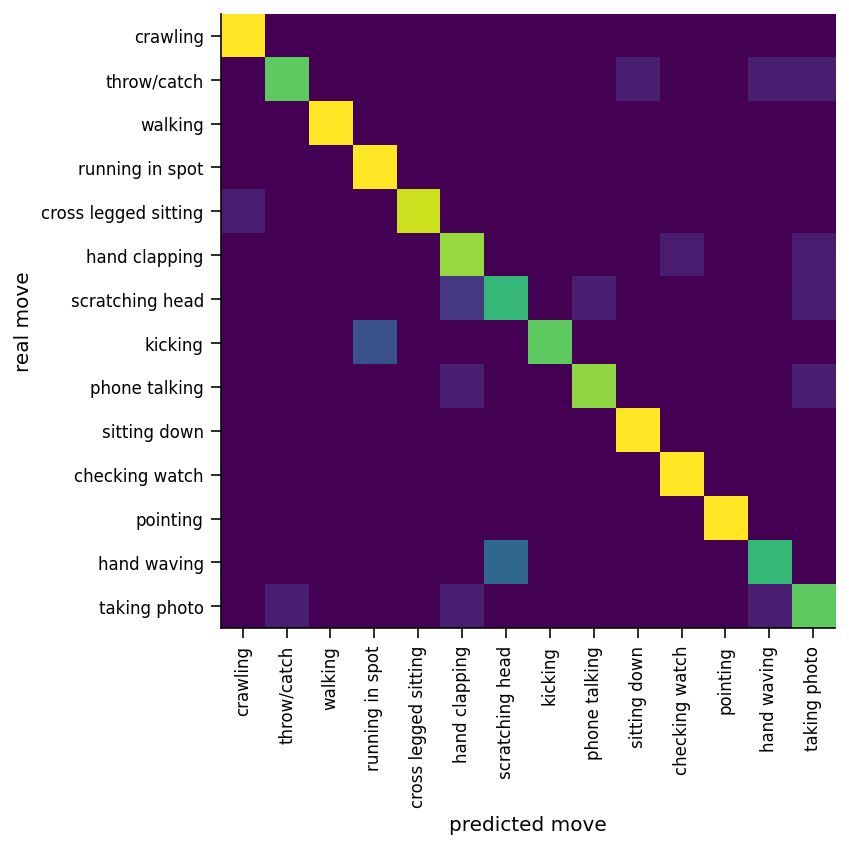 crawling
throw/catch
walking
running in spot
cross legged sitting
hand clapping
scratching head
kicking
phone talking
sitting down
checking watch
pointing
hand waving
taking photo
real move
crawling
throw/catch
walking
running in spot
cross legged sitting
hand clapping
scratching head
kicking
phone talking
sitting down
checking watch
pointing
hand waving
taking photo
predicted move